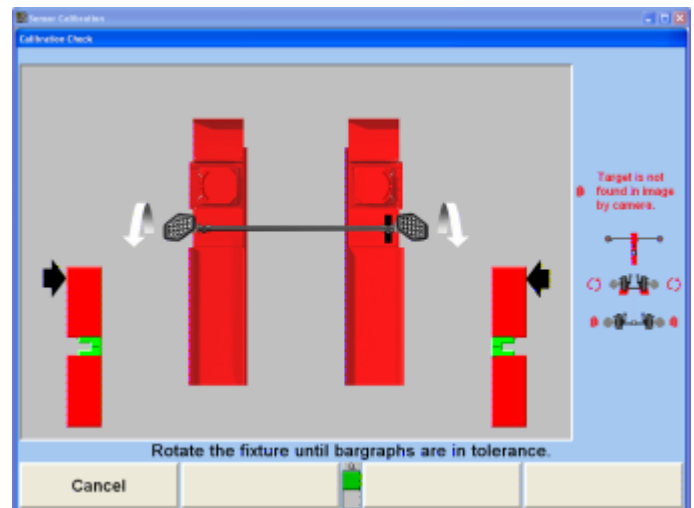 Sensor Calibration
Calibration Check
Target is not
found in image
by camera.
Rotate the fixture until bargraphs are in tolerance.
Cancel